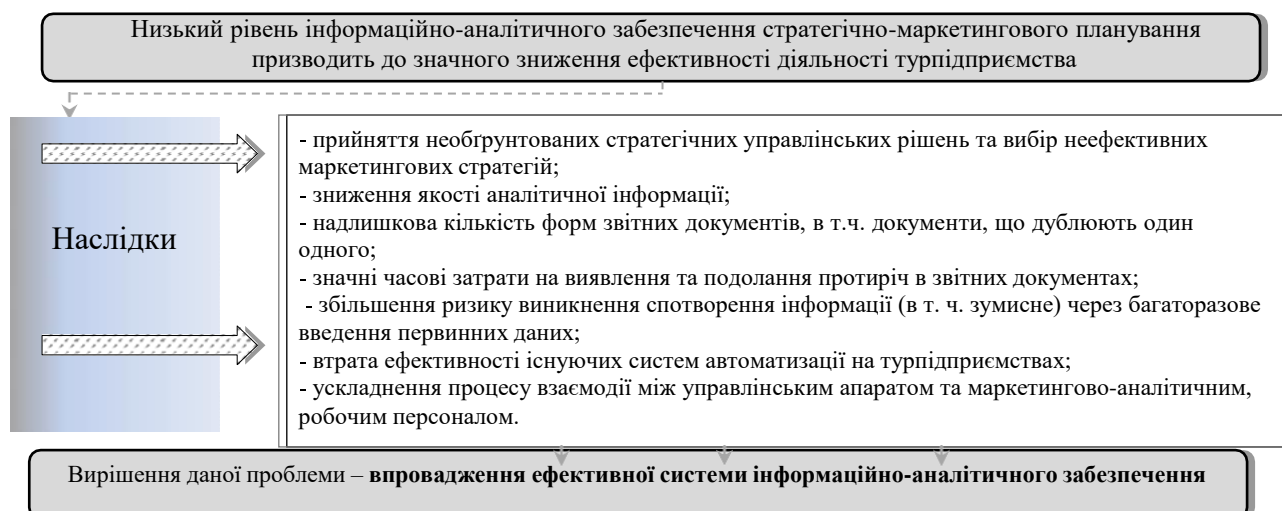 Низький рівень інформаційно-аналітичного забезпечення стратегічно-маркетингового планування
призводить до значного зниження ефективності діяльності турпідприємства
Наслідки
- прийняття необґрунтованих стратегічних управлінських рішень та вибір неефективних
маркетингових стратегій;
- зниження якості аналітичної інформації;
- надлишкова кількість форм звітних документів, в т.ч. документи, що дублюють один
одного;
- значні часові затрати на виявлення та подолання протиріч в звітних документах;
- збільшення ризику виникнення спотворення інформації (в т. ч. зумисне) через багаторазове
введення первинних даних;
- втрата ефективності існуючих систем автоматизації на турпідприємствах;
- ускладнення процесу взаємодії між управлінським апаратом та маркетингово-аналітичним,
робочим персоналом.
Вирішення даної проблеми – впровадження ефективної системи інформаційно-аналітичного забезпечення